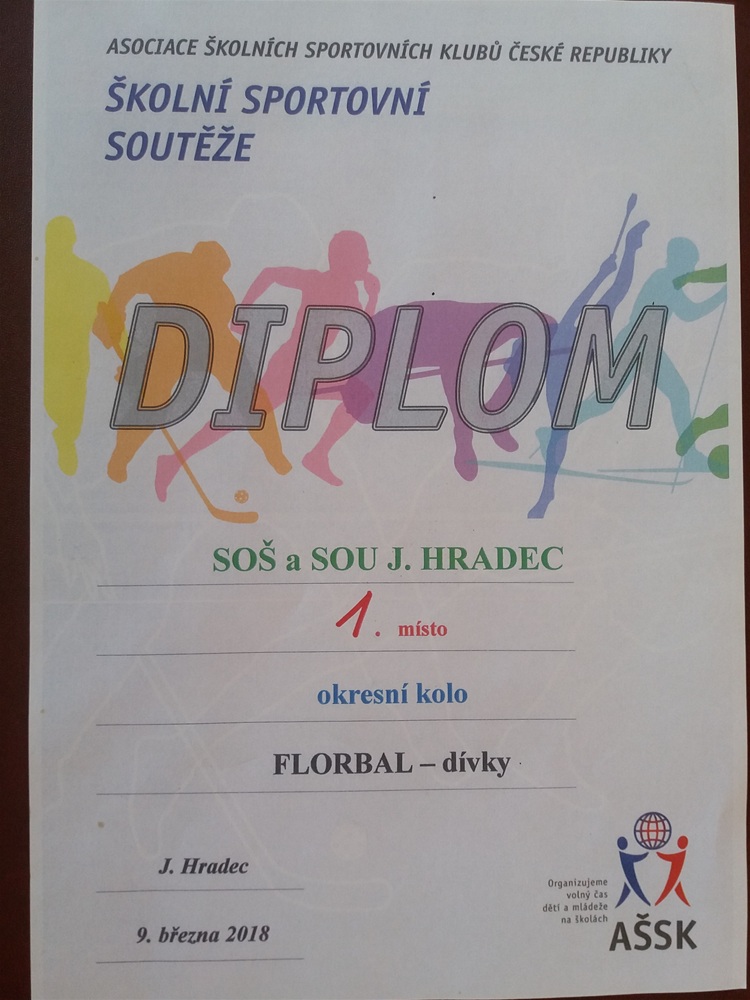 ASOCIACE ŠKOLNÍCH SPORTOVNÍCH KLUBŮ ČESKÉ REPUBLIKY
ŠKOLNÍ SPORTOVNÍ
SOUTĚŽE
DIPLOM
SOŠ a SOU J. HRADEC
1. místo
okresní kolo
FLORBAL – dívky
J. Hradec
9. března 2018
Organizujeme
volný čas
dětí a mládeže
na školách
AŠSK